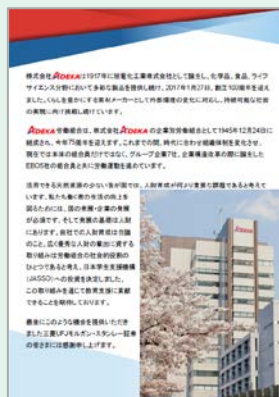 株式会社ADEKAは1917年に旭電化工業株式会社として誕生し、化学品、食品、ライフ
サイエンス分野において多彩な製品を提供し続け、2017年1月27日、創立100周年を迎え
ました。くらしを豊かにする素材メーカーとして外部環境の変化に対応し、持続可能な社会
の実現に向け挑戦し続けています。
ADEKA労働組合は、株式会社ADEKAの企業別労働組合として1945年12月24日に
結成され、今年75周年を迎えます。これまでの間、時代に合わせ組織体制を変化させ、
現在では本体の組合員だけではなく、グループ企業7社、企業構造改革の際に誕生した
EBOS社の組合員と共に労働運動を進めています。
活用できる天然資源の少ない我が国では、人財育成が何より重要な課題であると考えて
います。私たち働く者の生活の向上を
図るためには、国の発展・企業の発展
が必須です。そして発展の基礎は人財
にあります。自社での人財育成は勿論
のこと、広く優秀な人財の輩出に資する
取り組みは労働組合の社会的役割の
ひとつであると考え、日本学生支援機構
(JASSO)への投資を決定しました。
この取り組みを通じて教育支援に貢献
できることを期待しております。
最後にこのような機会を提供いただき
ました三菱UFJモルガン・スタンレー証券
の皆さまには感謝申し上げます。
ADEKA